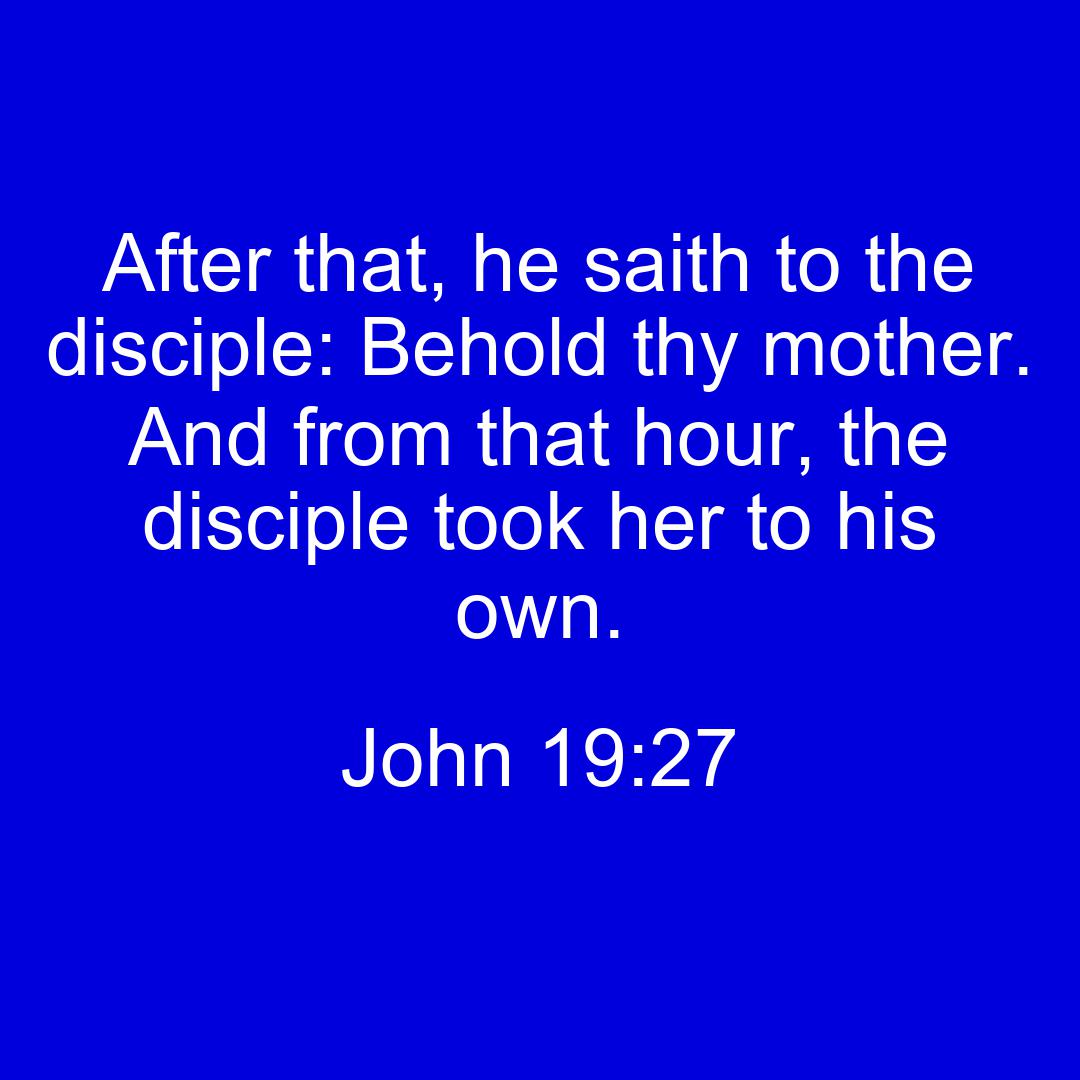 After that, he saith to the
disciple: Behold thy mother.
And from that hour, the
disciple took her to his
own.
John 19:27